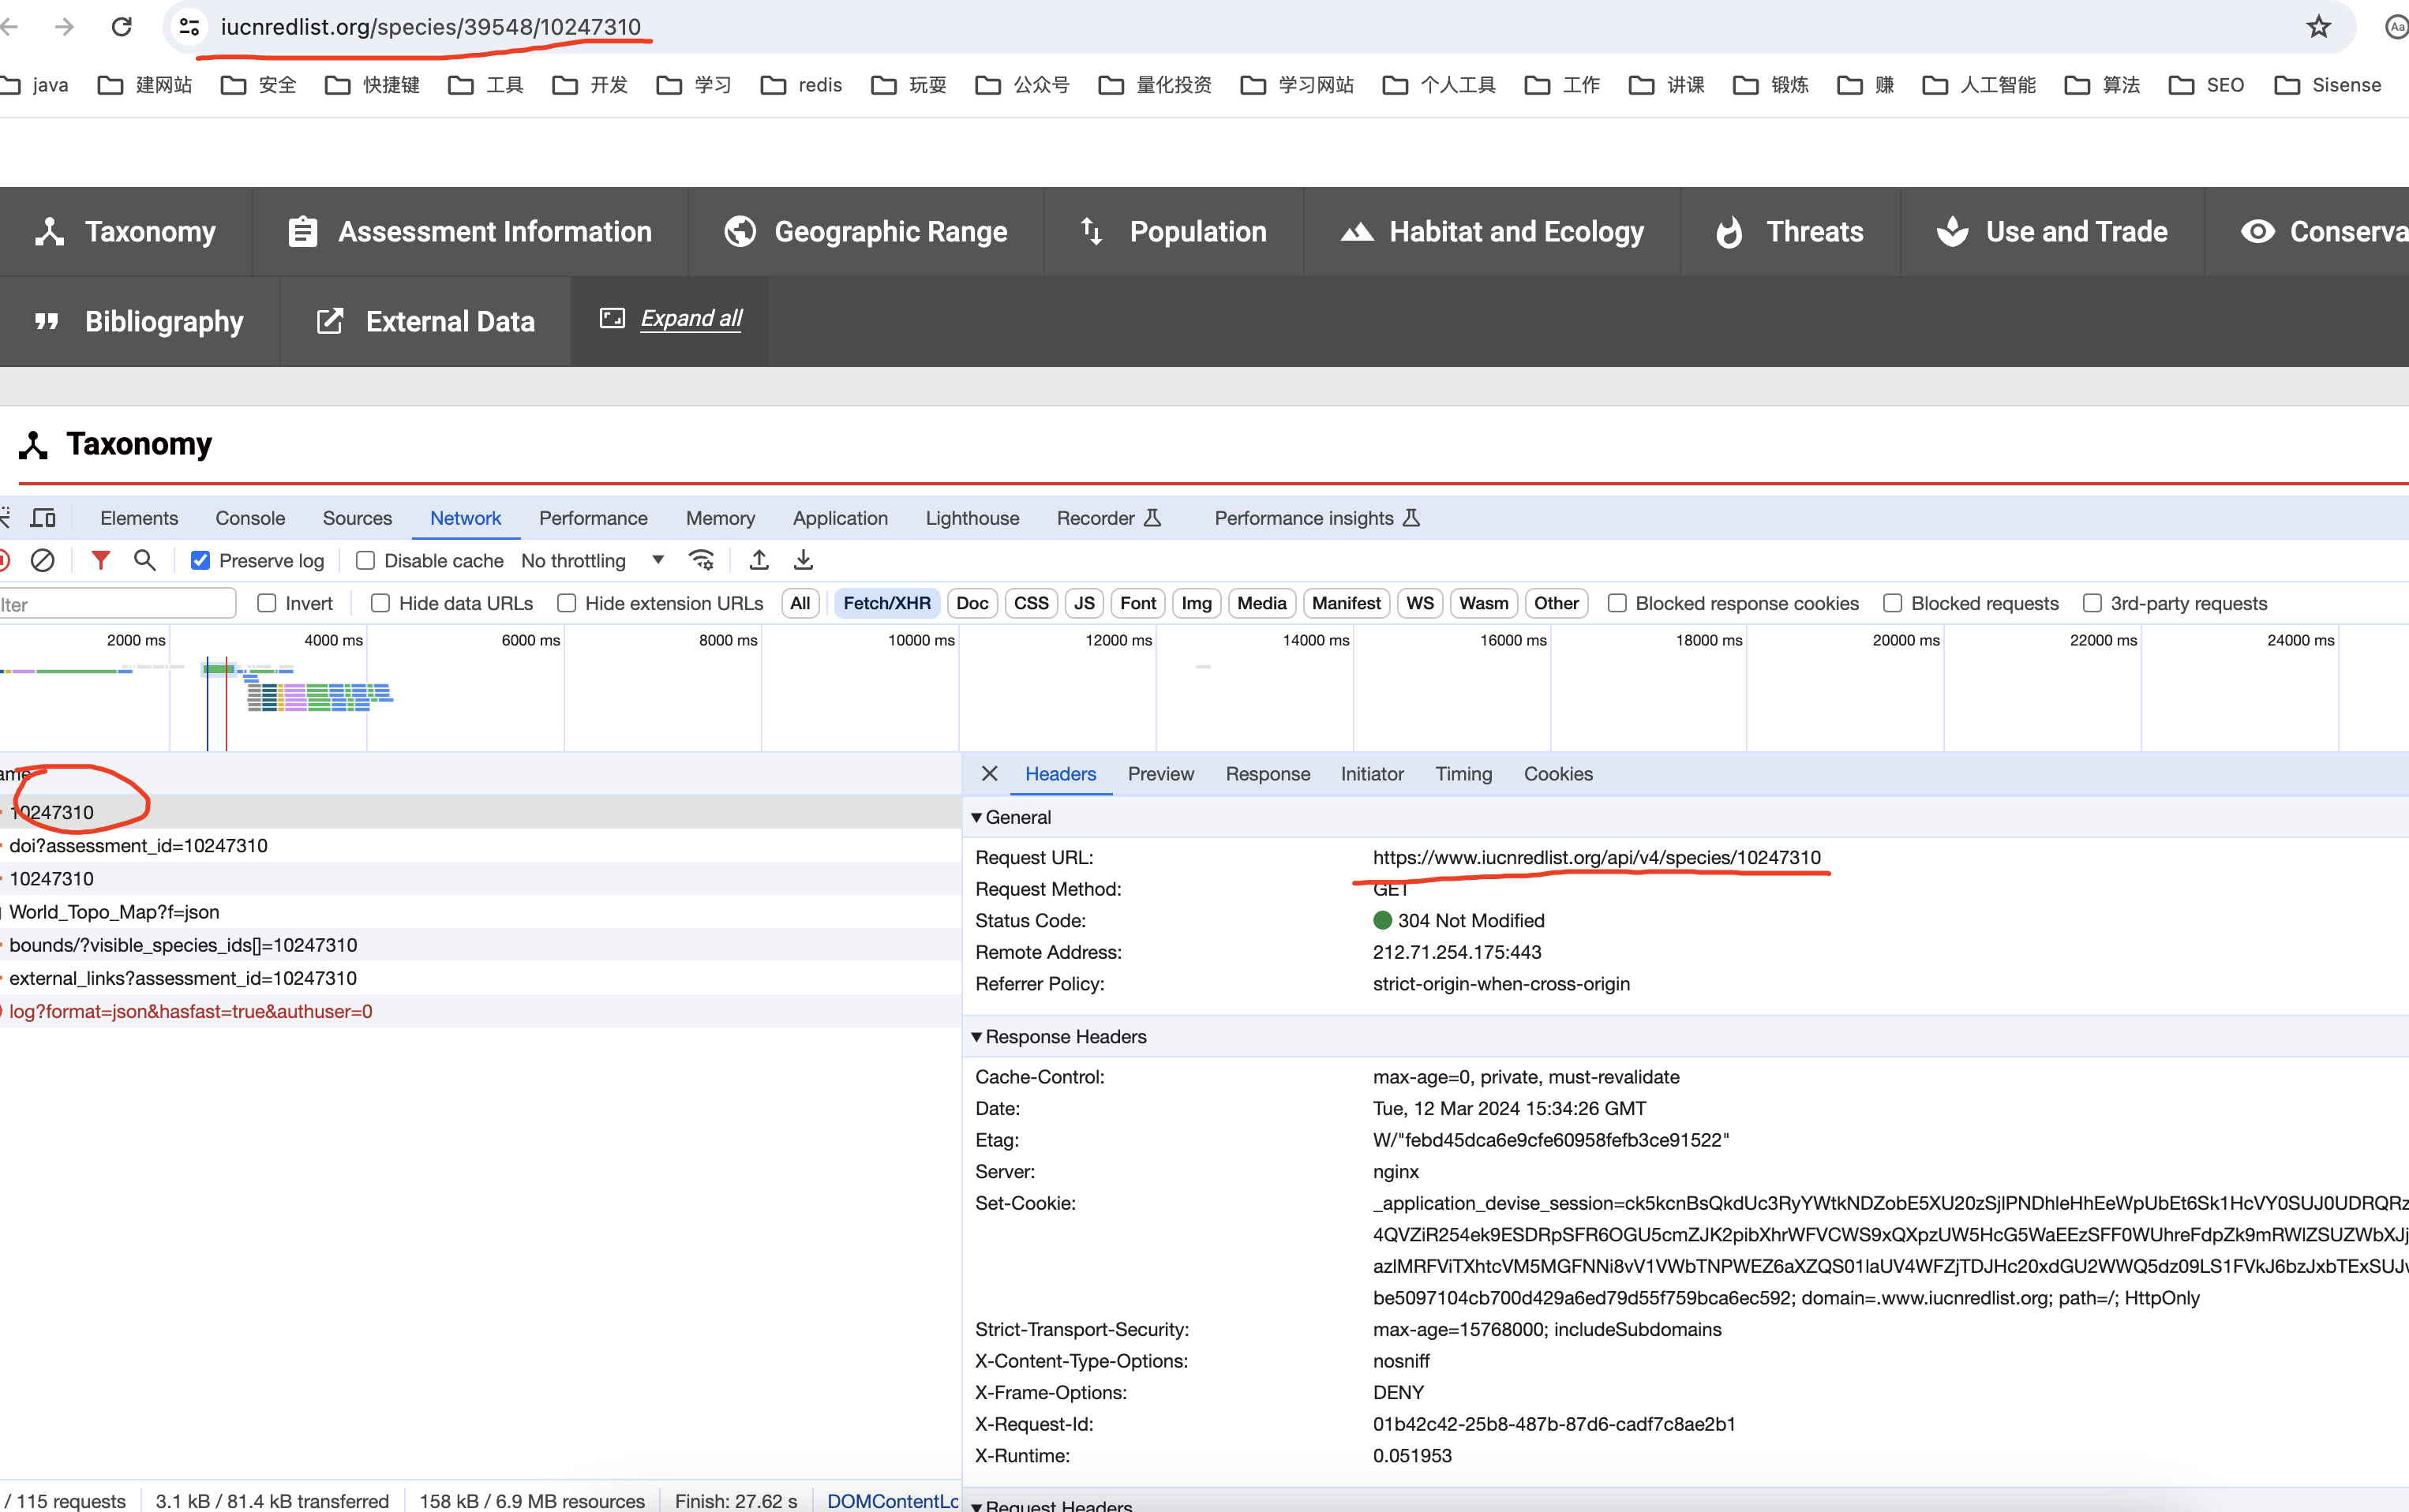 iucnredlist.org/species/39548/10247310
java 建网站 安全 快捷键 工具 开发 学习 redis 玩耍 公众号 量化投资 学习网站 个人工具 工作 讲课 锻炼 赚 人工智能 算法 SEO Sisense
Taxonomy Assessment Information Geographic Range Population Habitat and Ecology Threats Use and Trade Conserva
Bibliography External Data Expand all
Taxonomy
Elements Console Sources Network Performance Memory Application Lighthouse Recorder Performance insights
Preserve log Disable cache No throttling
lter Invert Hide data URLs Hide extension URLs All Fetch/XHR Doc CSS JS Font Img Media Manifest WS Wasm Other Blocked response cookies Blocked requests 3rd-party requests
2000 ms 4000 ms 6000 ms 8000 ms 10000 ms 12000 ms 14000 ms 16000 ms 18000 ms 20000 ms 22000 ms 24000 ms
ame
10247310
doi?assessment_id=10247310
10247310
World_Topo_Map?f=json
bounds/?visible_species_ids[]=10247310
external_links?assessment_id=10247310
log?format=json&hasfast=true&authuser=0
Headers Preview Response Initiator Timing Cookies
General
Request URL: https://www.iucnredlist.org/api/v4/species/10247310
Request Method: GET
Status Code: 304 Not Modified
Remote Address: 212.71.254.175:443
Referrer Policy: strict-origin-when-cross-origin
Response Headers
Cache-Control: max-age=0, private, must-revalidate
Date: Tue, 12 Mar 2024 15:34:26 GMT
Etag: W/"febd45dca6e9cfe60958fefb3ce91522"
Server: nginx
Set-Cookie: _application_devise_session=ck5kcnBsQkdUc3RyYWtkNDZobE5XU20zSjlPNDhleHhEeWpUbEt6Sk1HcVY0SUJ0UDRQRz
4QVZiR254ek9ESDRpSFR6OGU5cmZJK2pibXhrWFVCWS9xQXpzUW5HcG5WaEEzSFF0WUhreFdpZk9mRWlZSUZWbXJj
azlMRFViTXhtcVM5MGFNNi8vV1VWbTNPWEZ6aXZQS01laUV4WFZjTDJHc20xdGU2WWQ5dz09LS1FVkJ6bzJxbTExSUJv
be5097104cb700d429a6ed79d55f759bca6ec592; domain=.www.iucnredlist.org; path=/; HttpOnly
Strict-Transport-Security: max-age=15768000; includeSubdomains
X-Content-Type-Options: nosniff
X-Frame-Options: DENY
X-Request-Id: 01b42c42-25b8-487b-87d6-cadf7c8ae2b1
X-Runtime: 0.051953
Request Headers
/ 115 requests 3.1 kB / 81.4 kB transferred 158 kB / 6.9 MB resources Finish: 27.62 s DOMContentLo